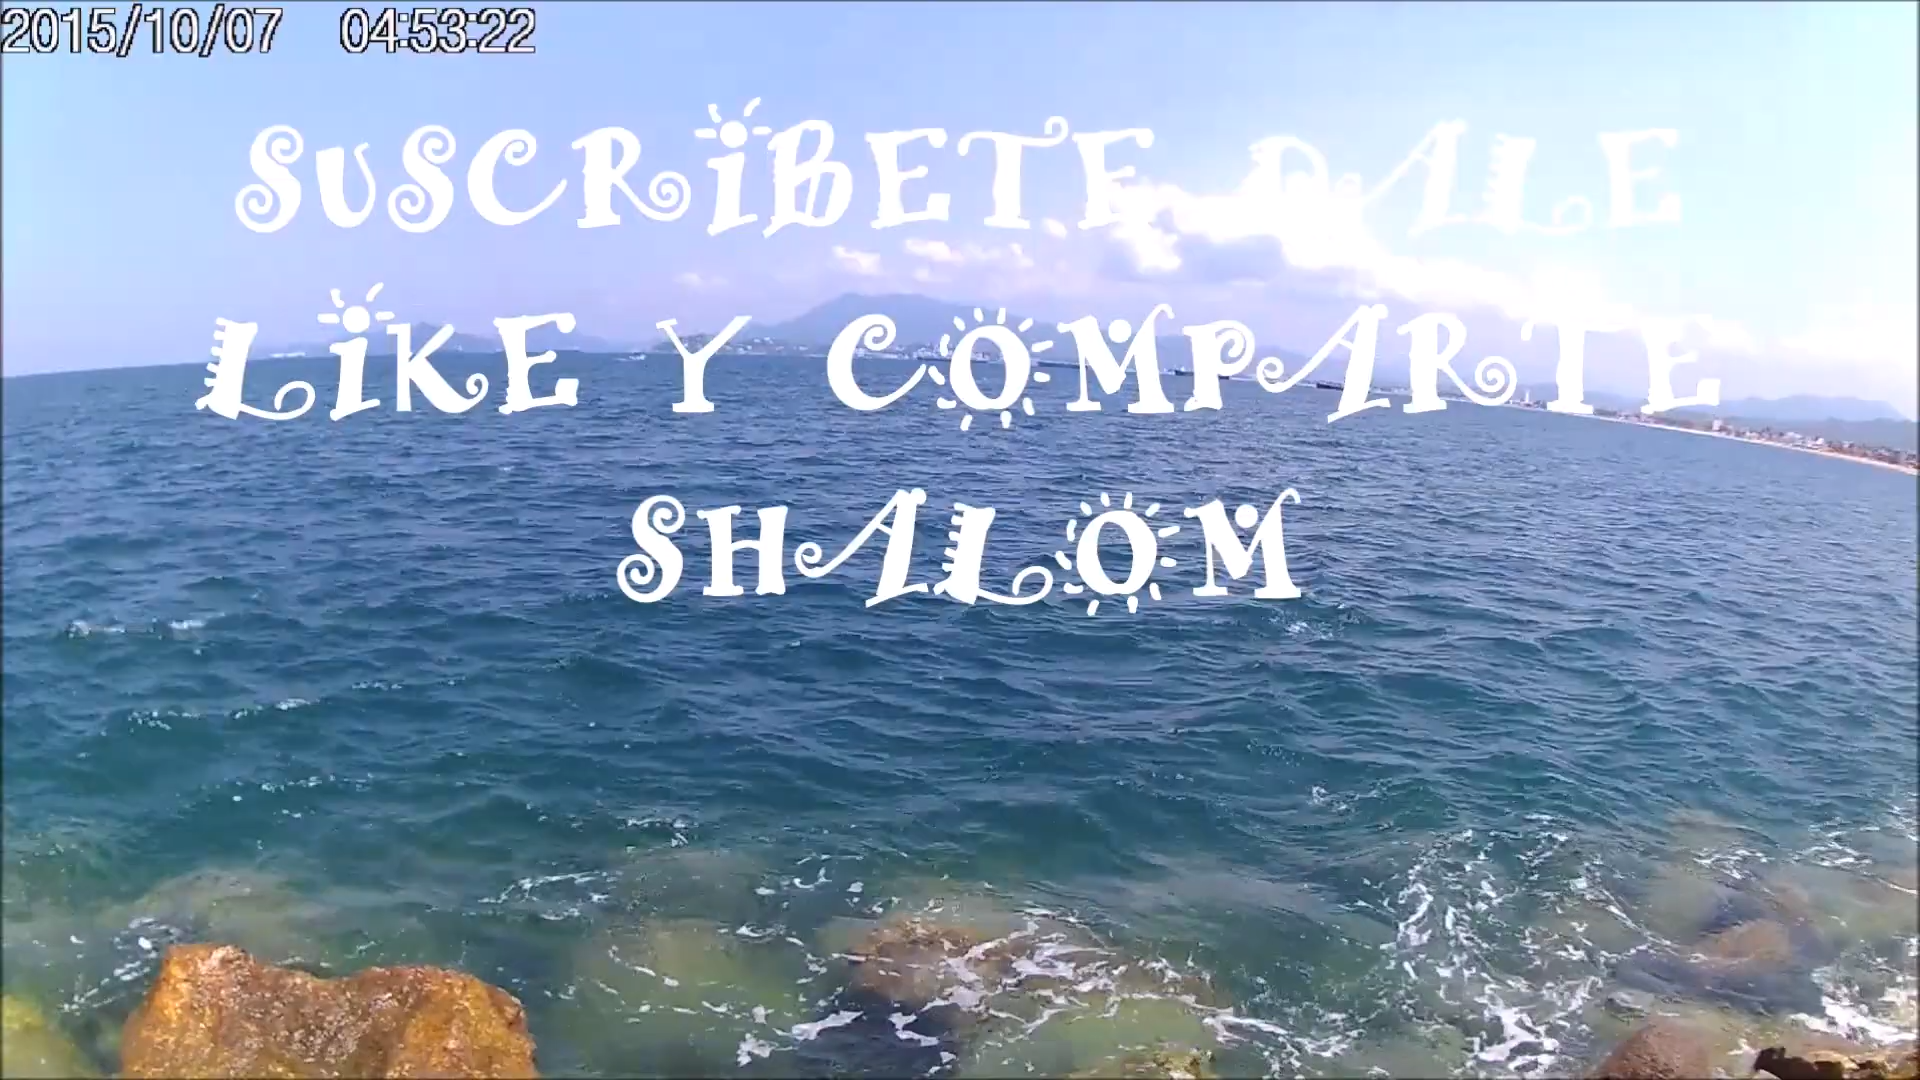 2015/10/07 04:53:22
SUSCRIBETE DALE
LIKE Y COMPARTE
SHALOM